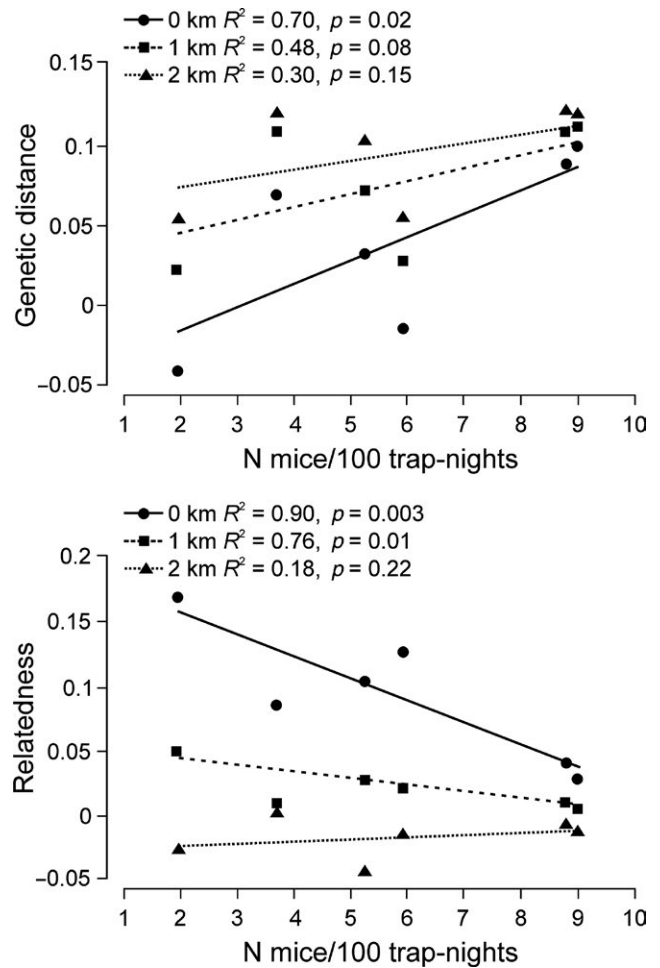 0 km R² = 0.70, p = 0.02
1 km R² = 0.48, p = 0.08
2 km R² = 0.30, p = 0.15
0.15
0.1
0.05
0
−0.05
Genetic distance
1 2 3 4 5 6 7 8 9 10
N mice/100 trap-nights
0 km R² = 0.90, p = 0.003
1 km R² = 0.76, p = 0.01
2 km R² = 0.18, p = 0.22
0.2
0.15
0.1
0.05
0
−0.05
Relatedness
1 2 3 4 5 6 7 8 9 10
N mice/100 trap-nights